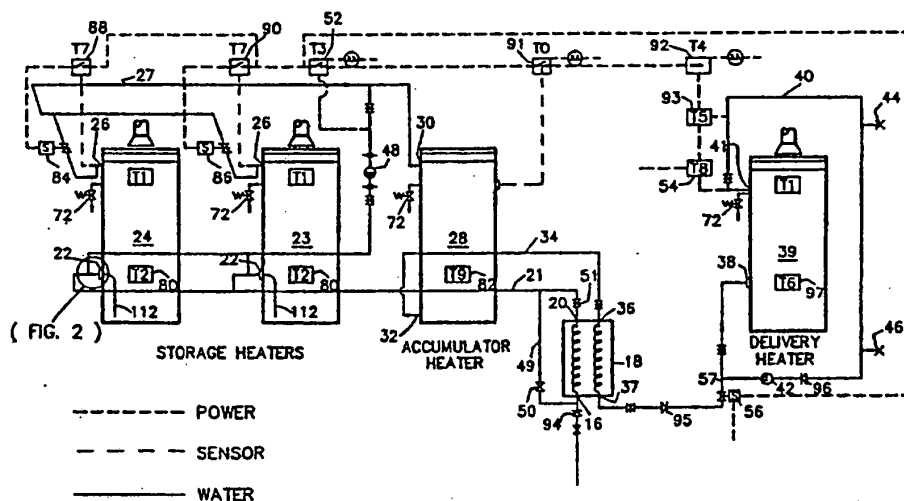 88
90
52
T7
T7
T3
91
T0
92
T4
27
40
93
T5
44
26
26
30
41
S
S
T8
84
86
48
54
T1
T1
T1
W
72
W
72
W
72
W
72
34
24
23
28
39
22
22
21
51
38
T2
80
T2
80
T9
82
T6
97
20
36
46
112
112
32
18
( FIG. 2 )
STORAGE HEATERS
ACCUMULATOR
HEATER
DELIVERY
HEATER
49
37
57
42
96
50
94
16
95
S
56
POWER
SENSOR
WATER